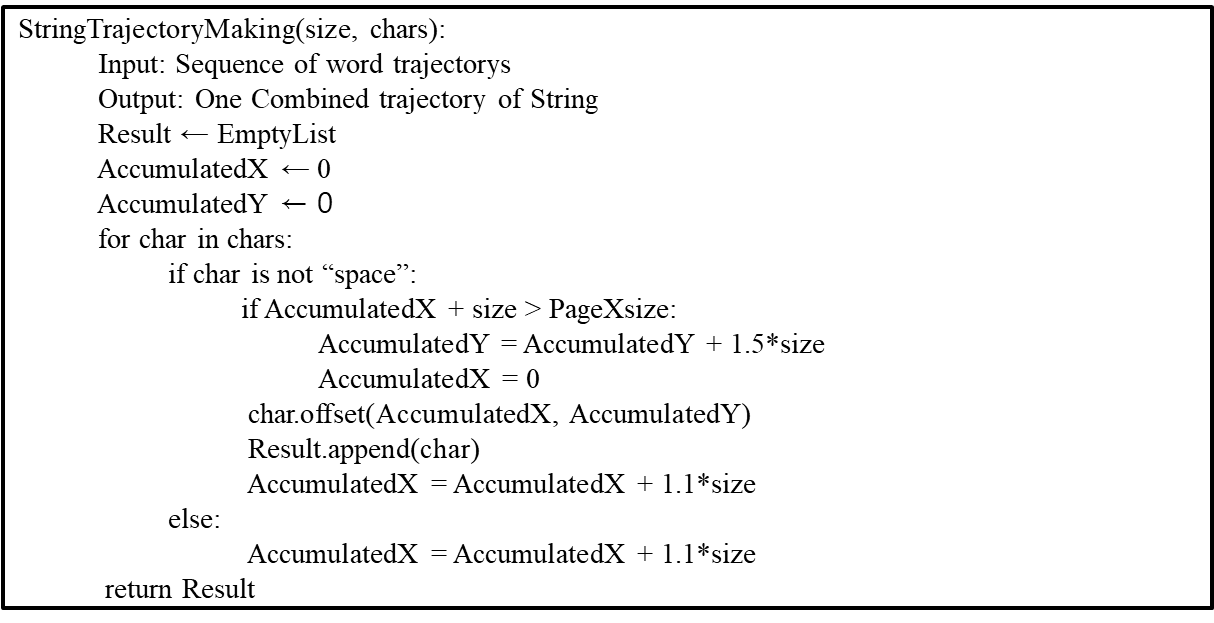 StringTrajectoryMaking(size, chars):
Input: Sequence of word trajectorys
Output: One Combined trajectory of String
Result ← EmptyList
AccumulatedX ← 0
AccumulatedY ← 0
for char in chars:
if char is not “space”:
if AccumulatedX + size > PageXsize:
AccumulatedY = AccumulatedY + 1.5*size
AccumulatedX = 0
char.offset(AccumulatedX, AccumulatedY)
Result.append(char)
AccumulatedX = AccumulatedX + 1.1*size
else:
AccumulatedX = AccumulatedX + 1.1*size
return Result